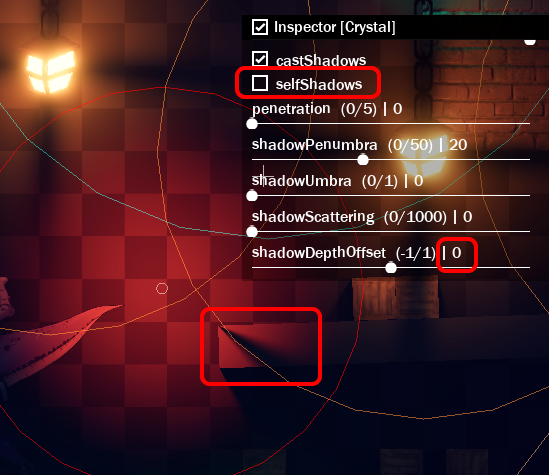 Inspector [Crystal]
castShadows
selfShadows
penetration (0/5) | 0
shadowPenumbra (0/50) | 20
shadowUmbra (0/1) | 0
shadowScattering (0/1000) | 0
shadowDepthOffset (-1/1) | 0